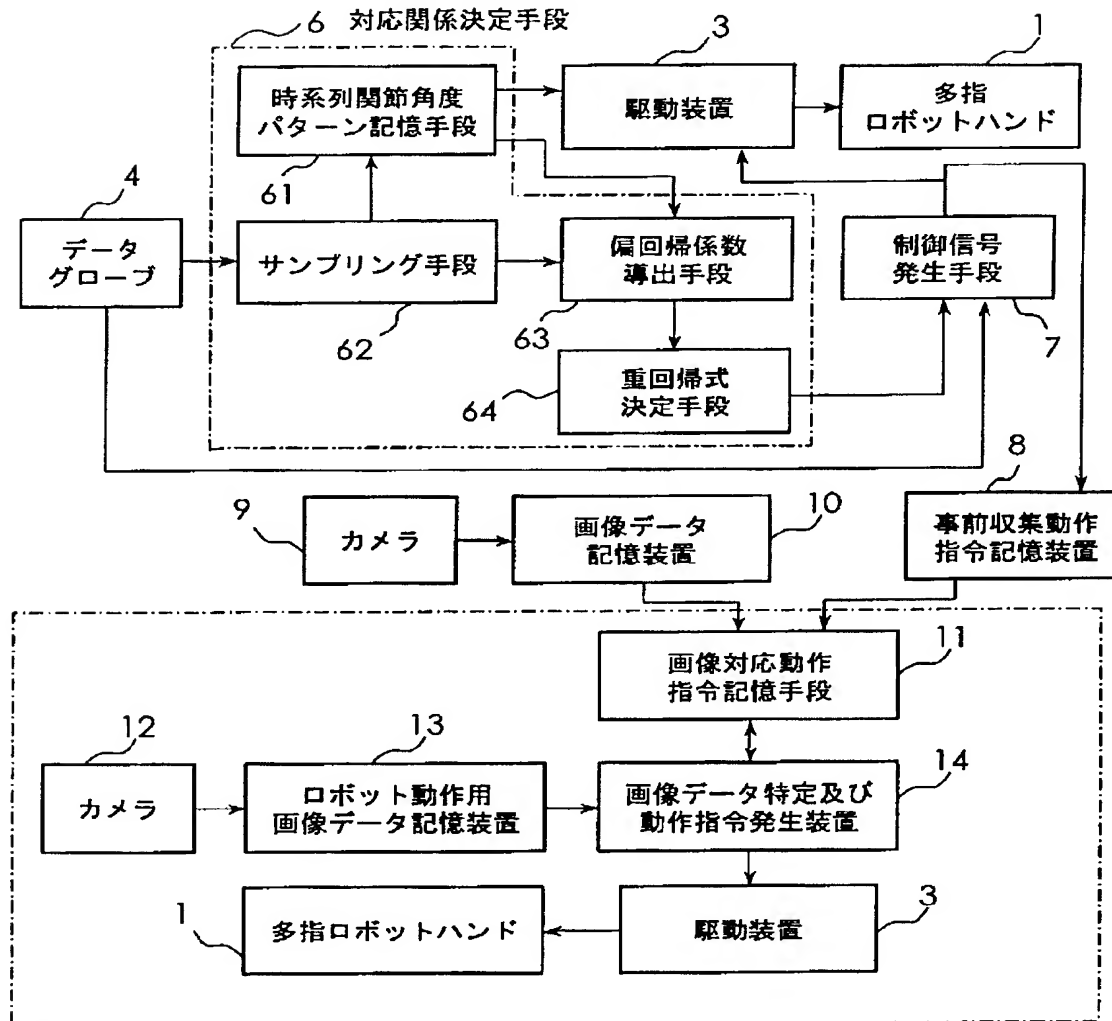 6 対応関係決定手段
3
1
時系列関節角度
パターン記憶手段
61
駆動装置
多指
ロボットハンド
4
データ
グローブ
サンプリング手段
62
偏回帰係数
導出手段
63
制御信号
発生手段
7
64
重回帰式
決定手段
8
9
カメラ
画像データ
記憶装置
10
事前収集動作
指令記憶装置
画像対応動作
指令記憶手段
11
12
カメラ
13
ロボット動作用
画像データ記憶装置
画像データ特定及び
動作指令発生装置
14
1
多指ロボットハンド
駆動装置
3